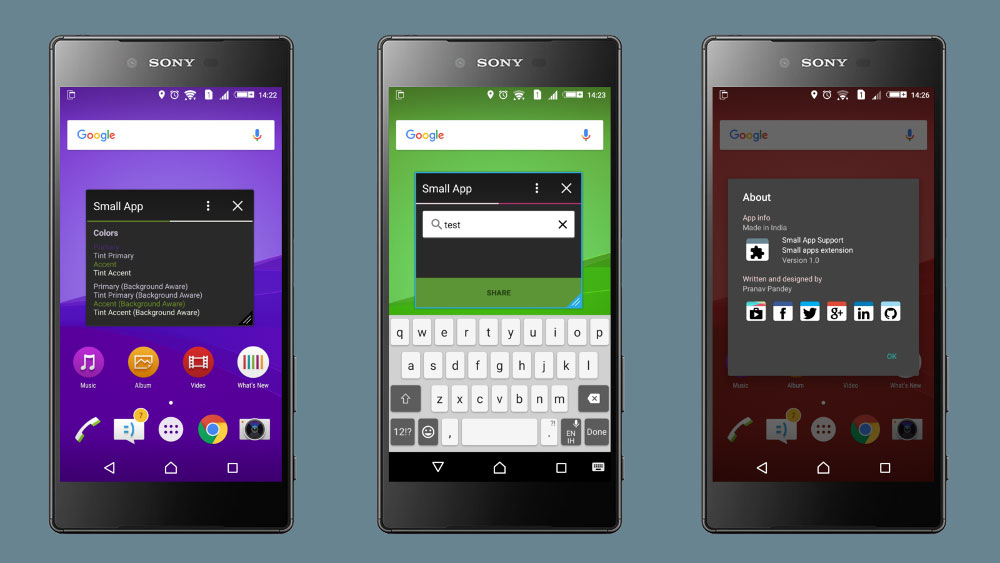 SONY
14:22
Google
Small App
Colors
Primary
Tint Primary
Accent
Tint Accent
Primary (Background Aware)
Tint Primary (Background Aware)
Accent (Background Aware)
Tint Accent (Background Aware)
Music
Album
Video
What's New
7
SONY
14:23
Google
Small App
test
SHARE
q w e r t y u i o p
a s d f g h j k l
z x c v b n m
12!? , . ?! EN IH Done
SONY
14:26
Google
About
App info
Made in India
Small App Support
Small apps extension
Version 1.0
Written and designed by
Pranav Pandey
f g+ in
OK
Music
Album
Video
What's New
7